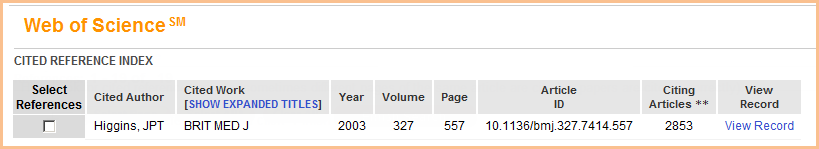 Web of Science SM
CITED REFERENCE INDEX
Select References Cited Author Cited Work [SHOW EXPANDED TITLES] Year Volume Page Article ID Citing Articles ** View Record
Higgins, JPT BRIT MED J 2003 327 557 10.1136/bmj.327.7414.557 2853 View Record